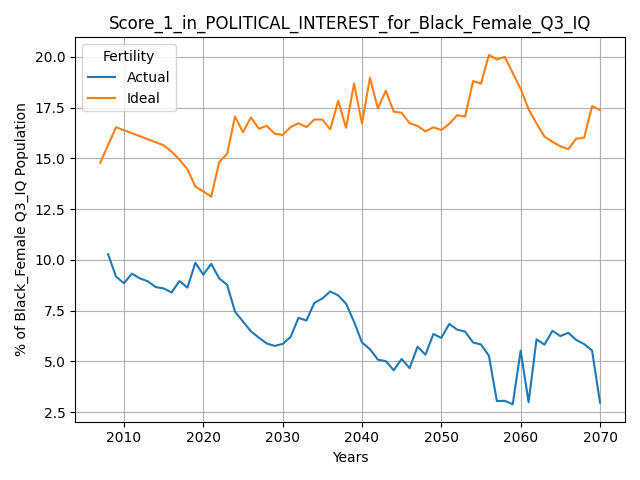 Score_1_in_POLITICAL_INTEREST_for_Black_Female_Q3_IQ
Fertility
Actual
Ideal
% of Black_Female Q3_IQ Population
20.0
17.5
15.0
12.5
10.0
7.5
5.0
2.5
2010 2020 2030 2040 2050 2060 2070
Years